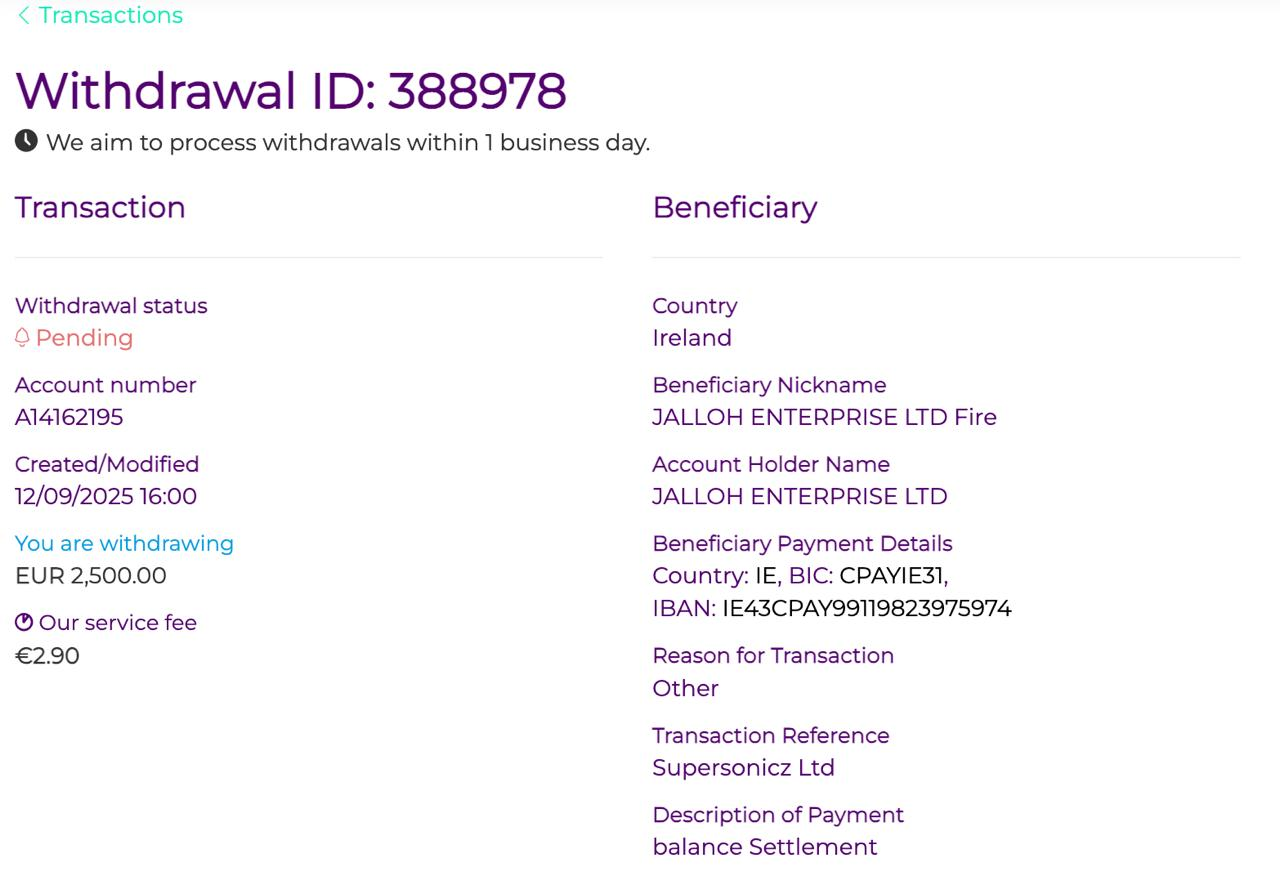 Transactions
Withdrawal ID: 388978
We aim to process withdrawals within 1 business day.
Transaction
Withdrawal status
Pending
Account number
A14162195
Created/Modified
12/09/2025 16:00
You are withdrawing
EUR 2,500.00
Our service fee
€2.90
Beneficiary
Country
Ireland
Beneficiary Nickname
JALLOH ENTERPRISE LTD Fire
Account Holder Name
JALLOH ENTERPRISE LTD
Beneficiary Payment Details
Country: IE, BIC: CPAYIE31,
IBAN: IE43CPAY99119823975974
Reason for Transaction
Other
Transaction Reference
Supersonicz Ltd
Description of Payment
balance Settlement